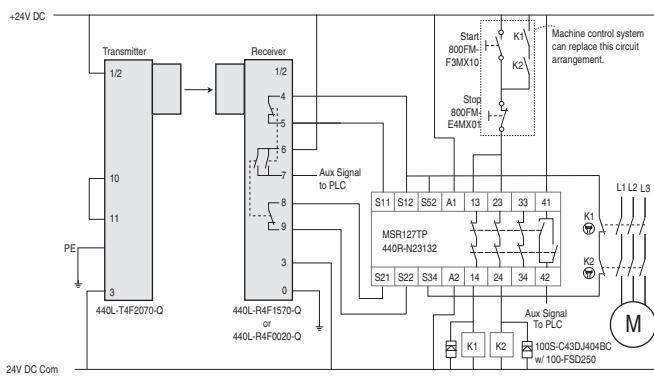 +24V DC
Transmitter
Receiver
Start
800FM-
F3MX10
K1
K2
Machine control system
can replace this circuit
arrangement.
Stop
800FM-
E4MX01
1/2
10
11
PE
3
440L-T4F2070-Q
1/2
4
5
6
7
8
9
3
0
Aux Signal
to PLC
440L-R4F1570-Q
or
440L-R4F0020-Q
S11 S12 S52 A1 13 23 33 41
MSR127TP
440R-N23132
S21 S22 S34 A2 14 24 34 42
L1 L2 L3
K1
K2
M
Aux Signal
To PLC
K1
K2
100S-C43DJ404BC
w/ 100-FSD250
24V DC Com